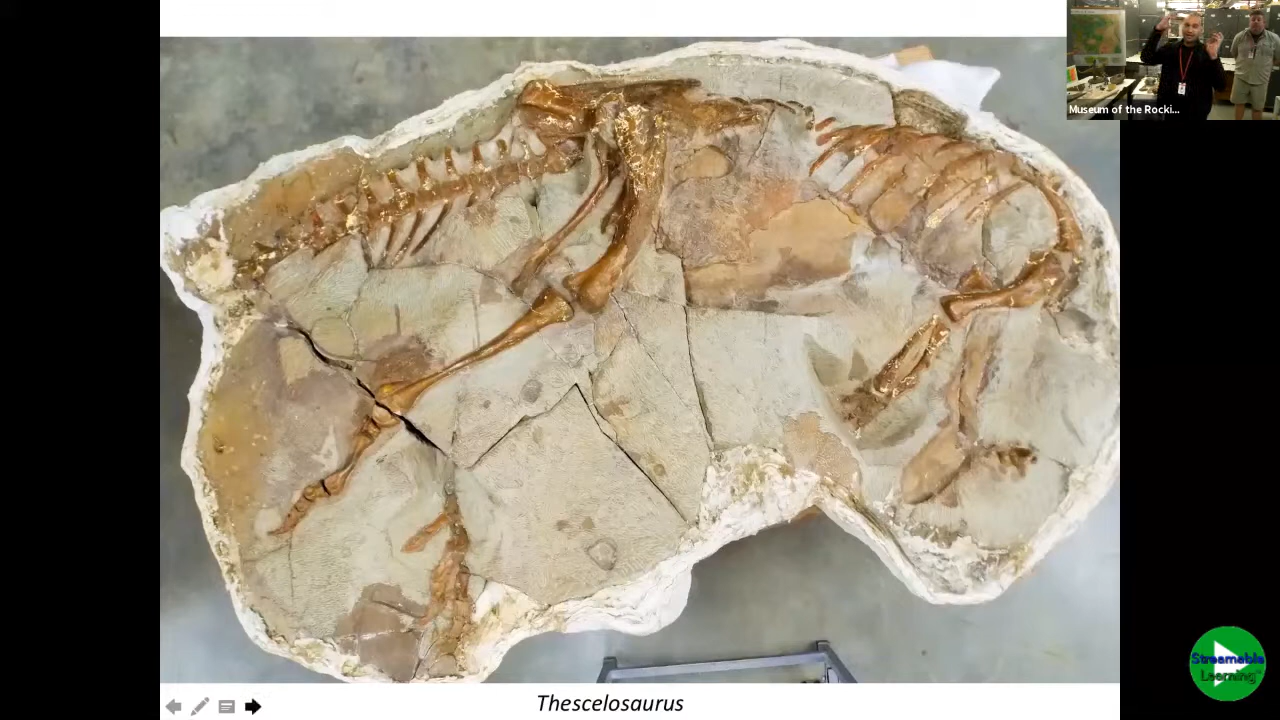 Museum of the Rocki...
Streamable
Learning
Thescelosaurus